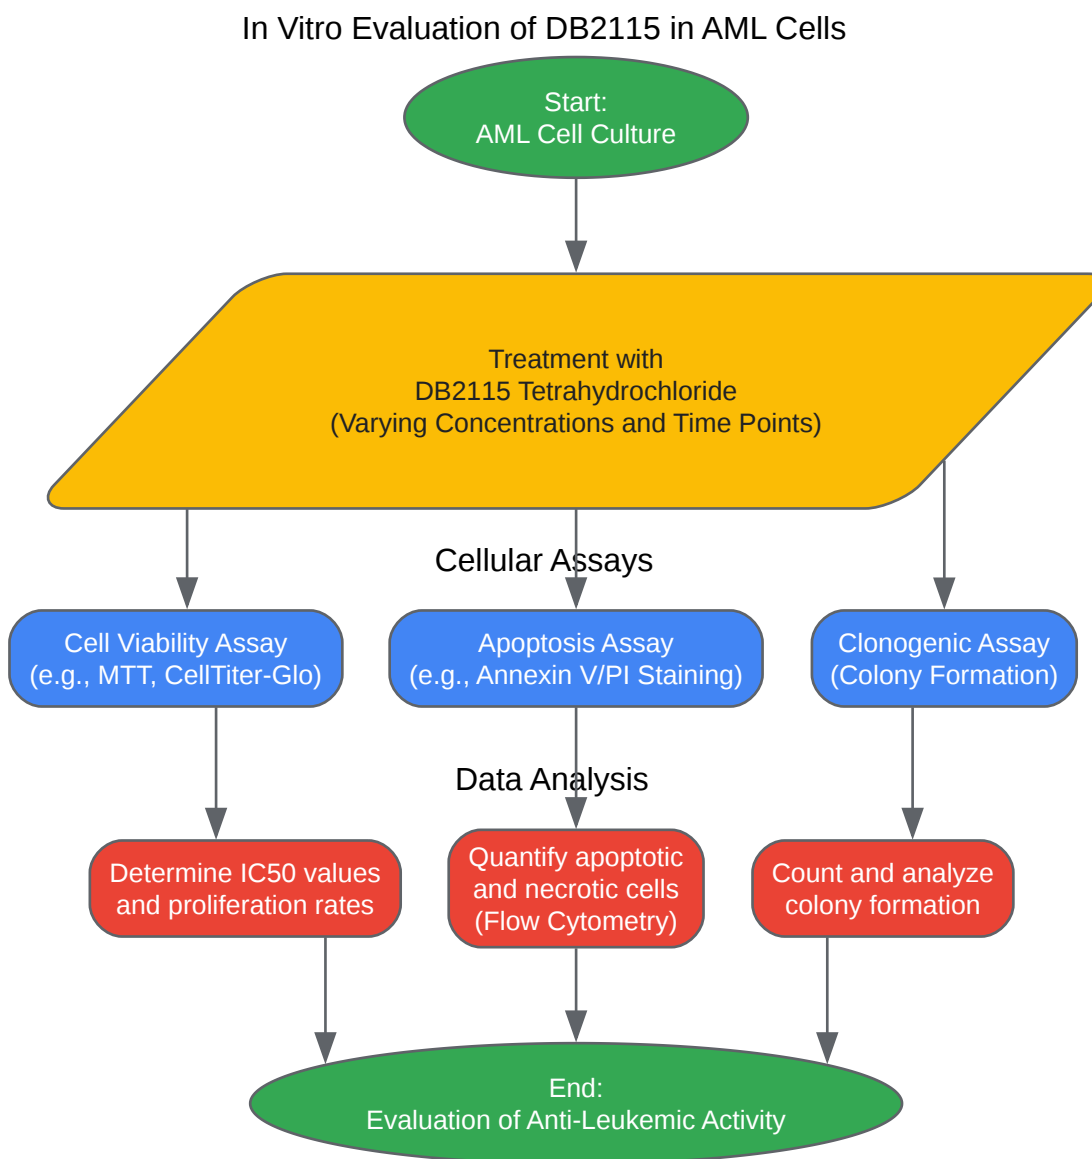 In Vitro Evaluation of DB2115 in AML Cells
Start:
AML Cell Culture
Treatment with
DB2115 Tetrahydrochloride
(Varying Concentrations and Time Points)
Cellular Assays
Cell Viability Assay
(e.g., MTT, CellTiter-Glo)
Apoptosis Assay
(e.g., Annexin V/PI Staining)
Clonogenic Assay
(Colony Formation)
Data Analysis
Determine IC50 values
and proliferation rates
Quantify apoptotic
and necrotic cells
(Flow Cytometry)
Count and analyze
colony formation
End:
Evaluation of Anti-Leukemic Activity